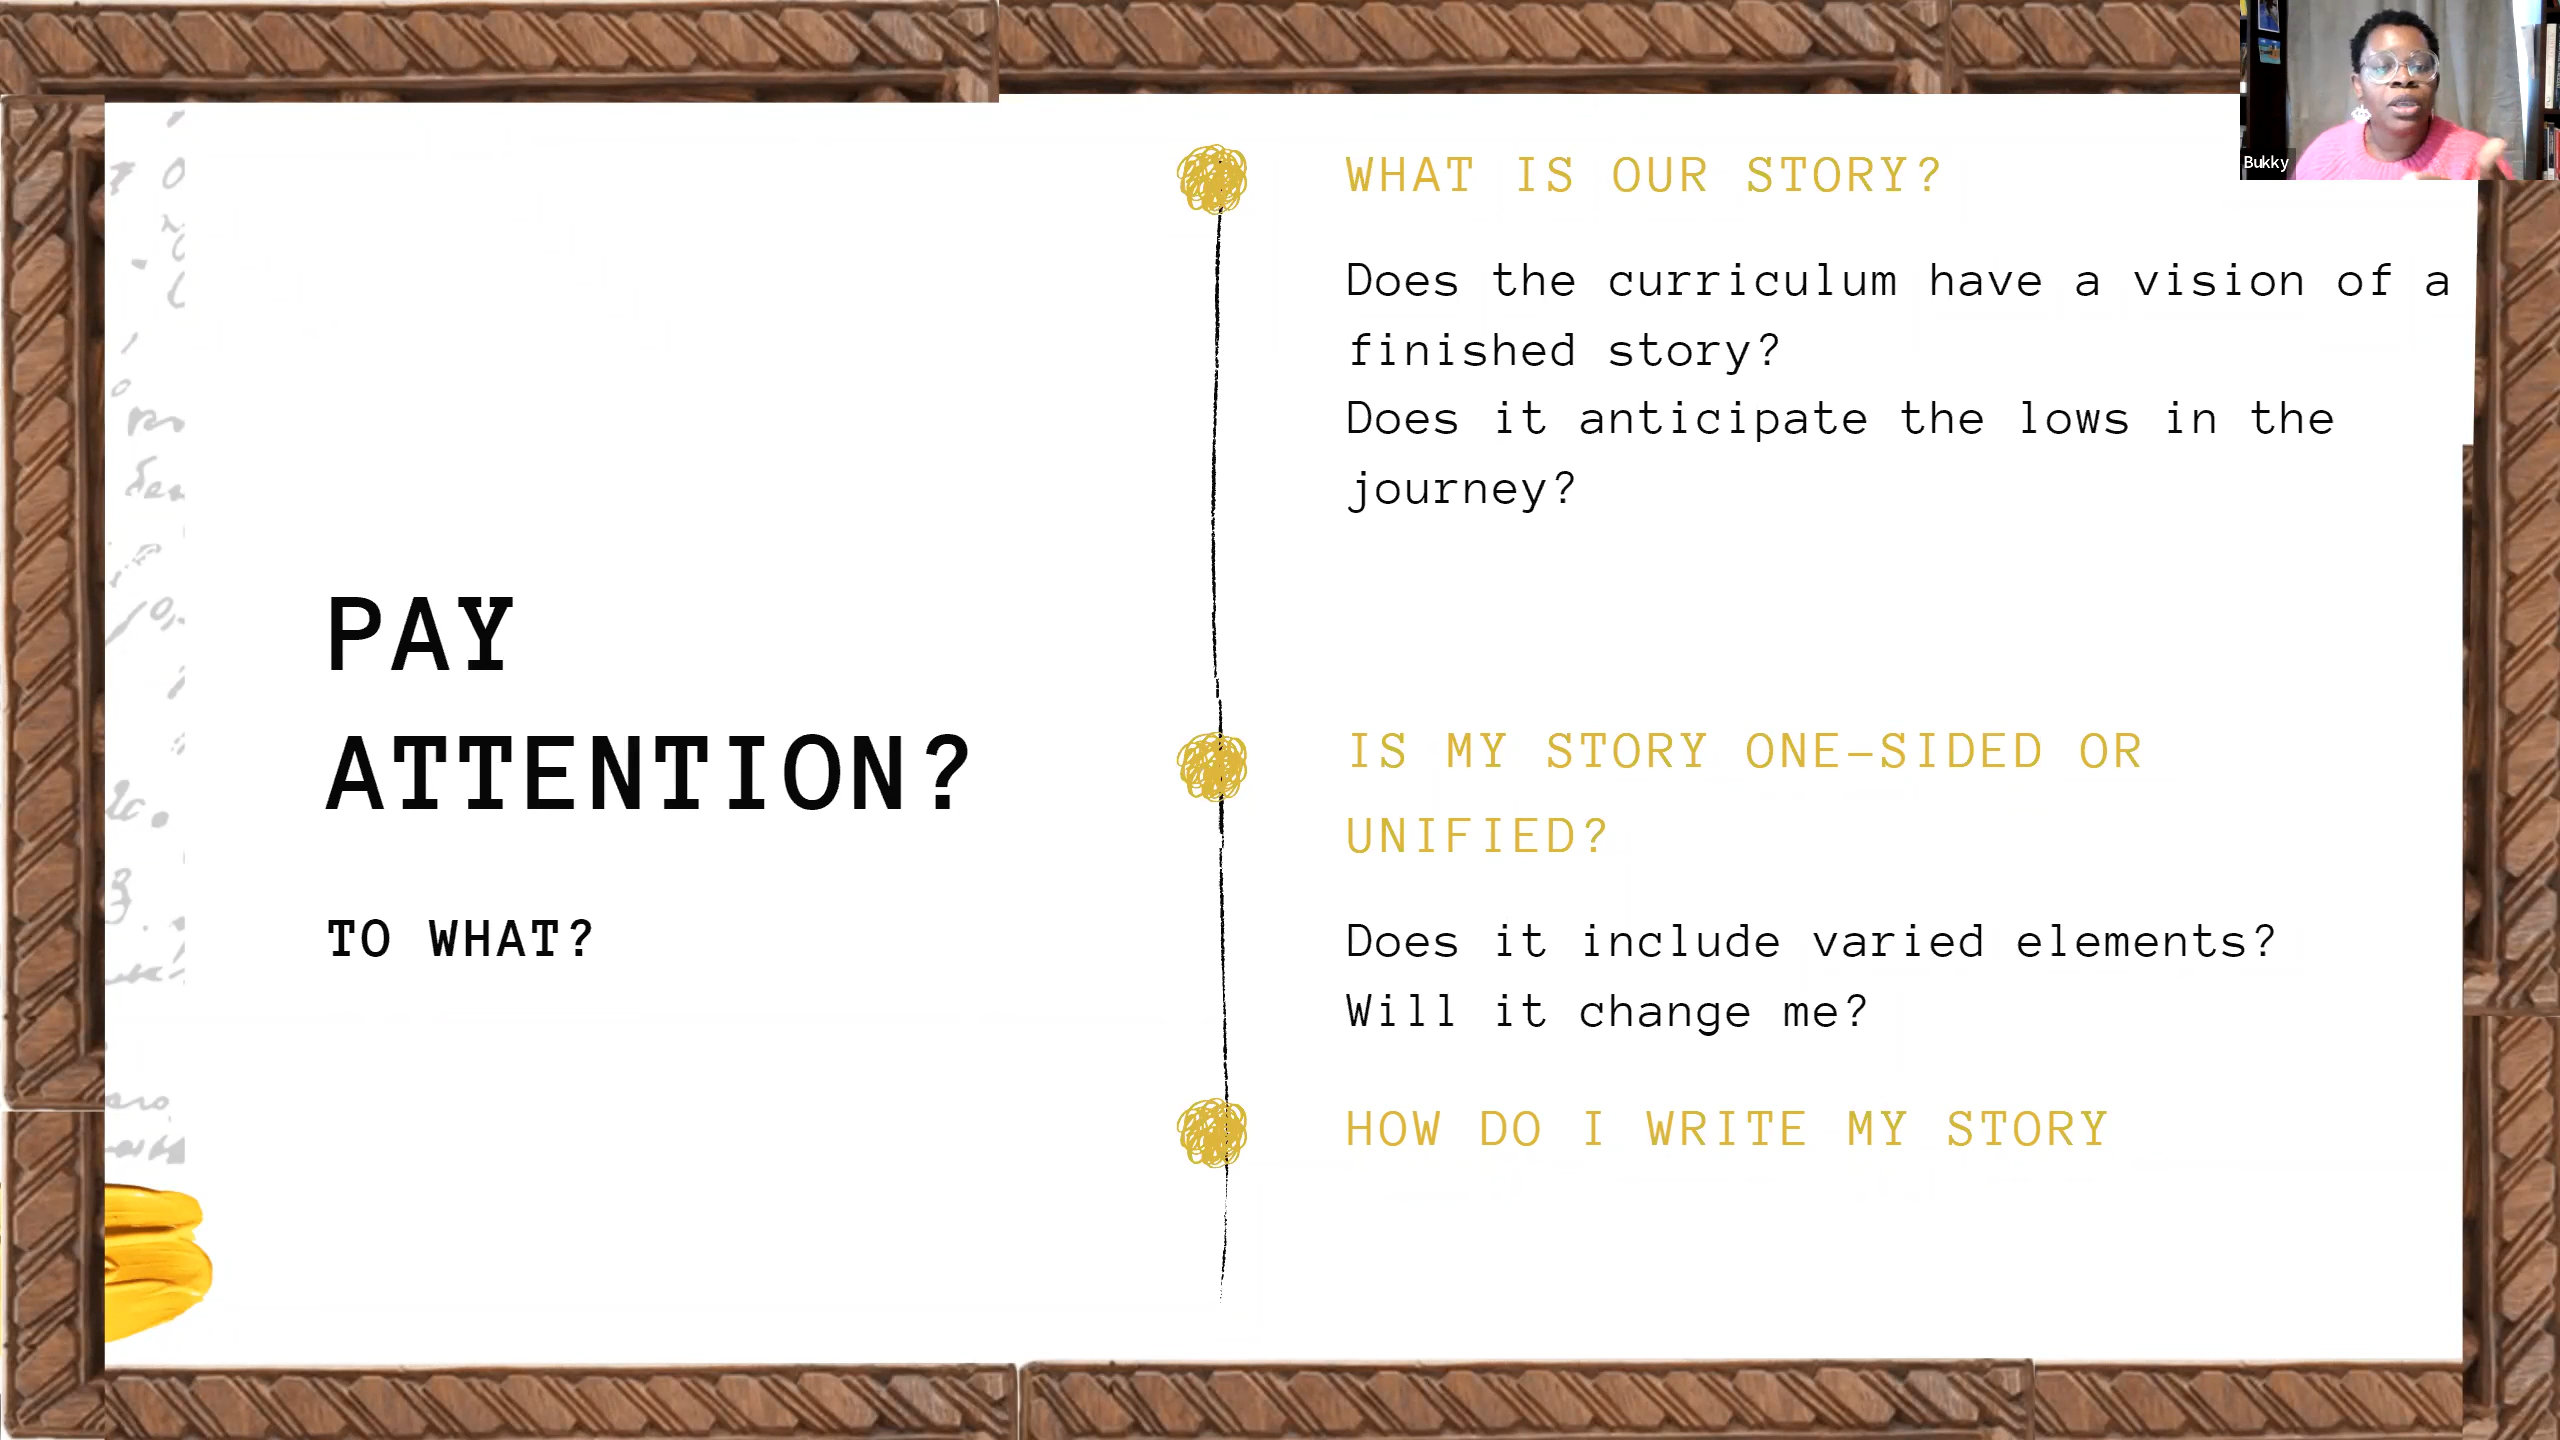 PAY
ATTENTION?
TO WHAT?
WHAT IS OUR STORY?
Does the curriculum have a vision of a
finished story?
Does it anticipate the lows in the
journey?
IS MY STORY ONE-SIDED OR
UNIFIED?
Does it include varied elements?
Will it change me?
HOW DO I WRITE MY STORY
Bukky